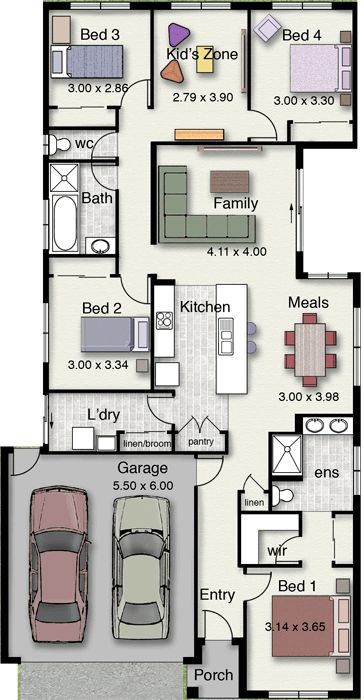 Bed 3
3.00 x 2.86
Kid's Zone
2.79 x 3.90
Bed 4
3.00 x 3.30
wc
Bath
Family
4.11 x 4.00
Bed 2
3.00 x 3.34
Kitchen
Meals
3.00 x 3.98
L'dry
linen/broom
pantry
Garage
5.50 x 6.00
ens
linen
wir
Entry
Bed 1
3.14 x 3.65
Porch